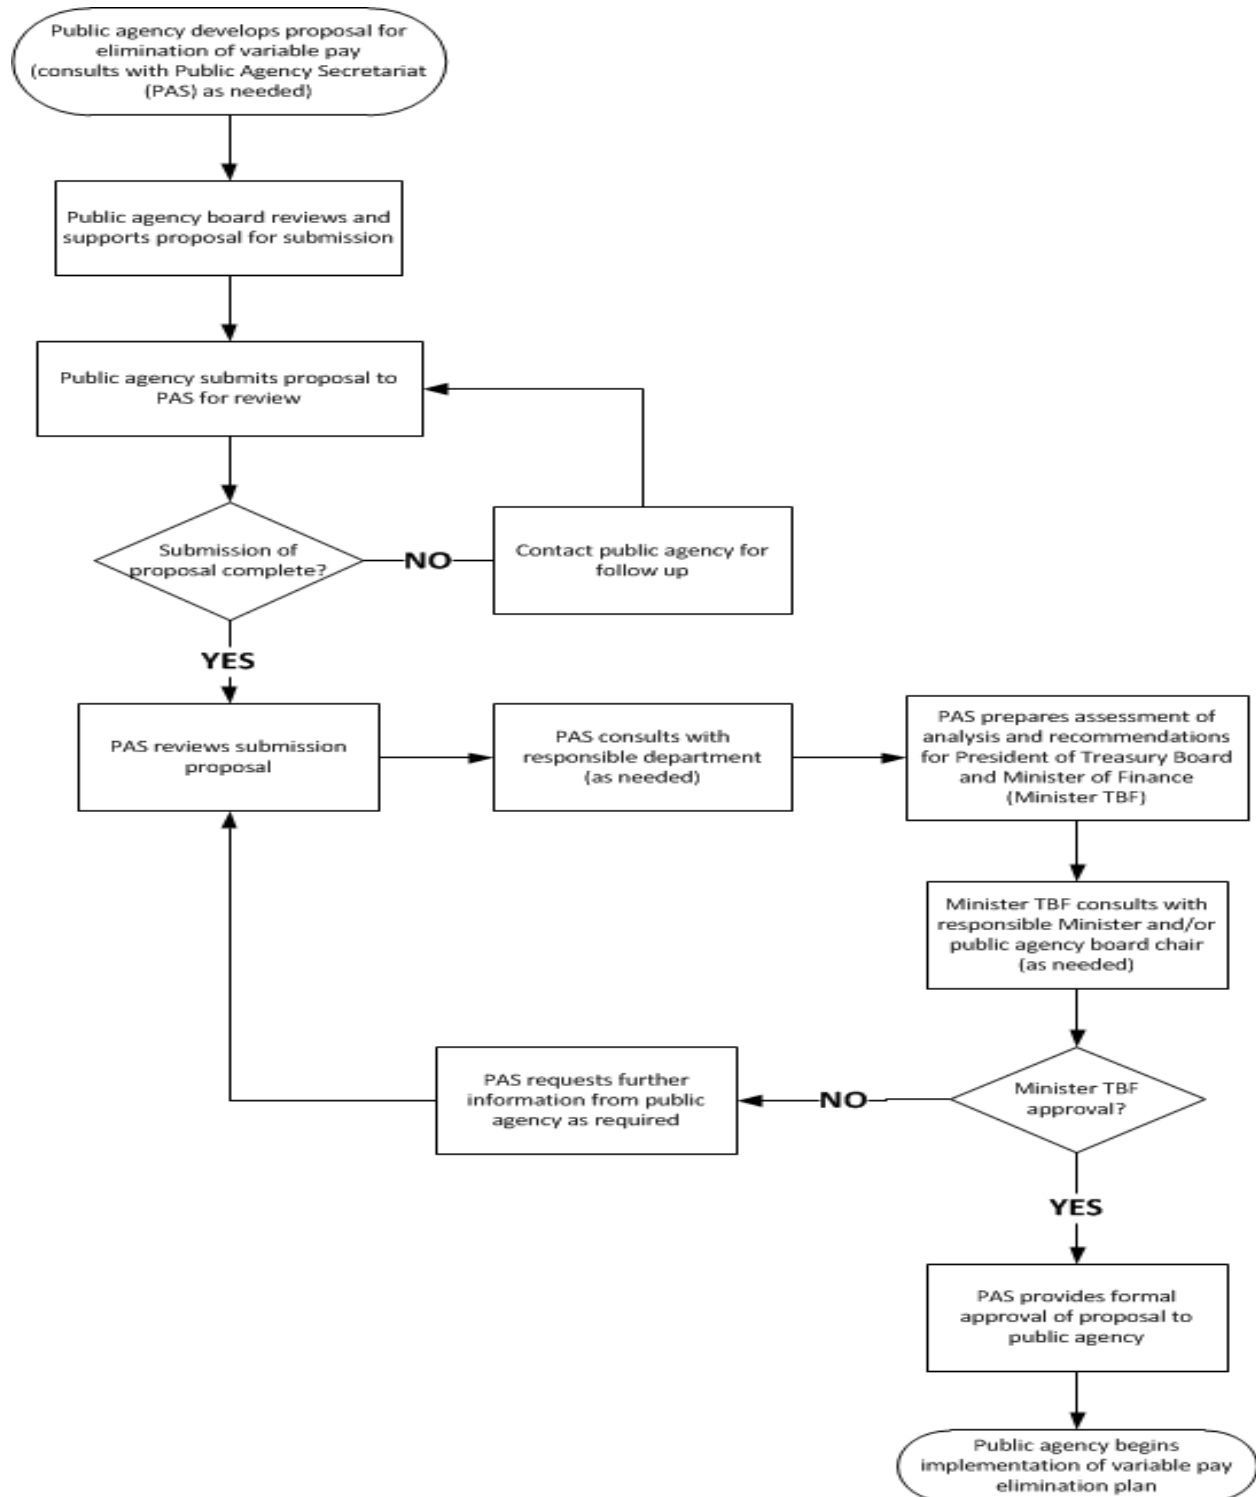 Public agency develops proposal for
elimination of variable pay
(consults with Public Agency Secretariat
(PAS) as needed)
Public agency board reviews and
supports proposal for submission
Public agency submits proposal to
PAS for review
Submission of
proposal complete?
NO
Contact public agency for
follow up
YES
PAS reviews submission
proposal
PAS consults with
responsible department
(as needed)
PAS prepares assessment of
analysis and recommendations
for President of Treasury Board
and Minister of Finance
(Minister TBF)
Minister TBF consults with
responsible Minister and/or
public agency board chair
(as needed)
Minister TBF
approval?
NO
PAS requests further
information from public
agency as required
YES
PAS provides formal
approval of proposal to
public agency
Public agency begins
implementation of variable pay
elimination plan